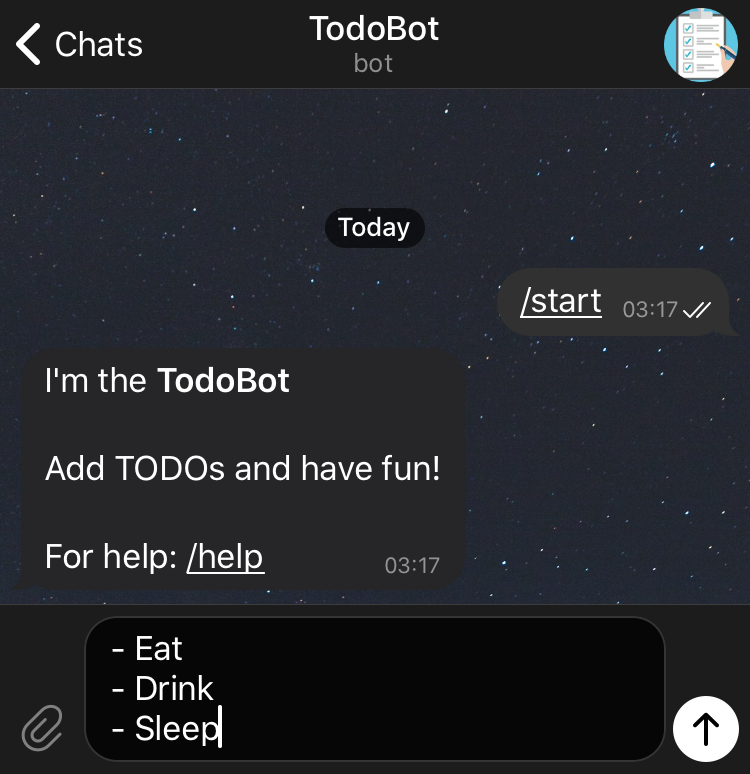 Chats
TodoBot
bot
Today
/start 03:17
I'm the TodoBot
Add TODOs and have fun!
For help: /help 03:17
- Eat
- Drink
- Sleep